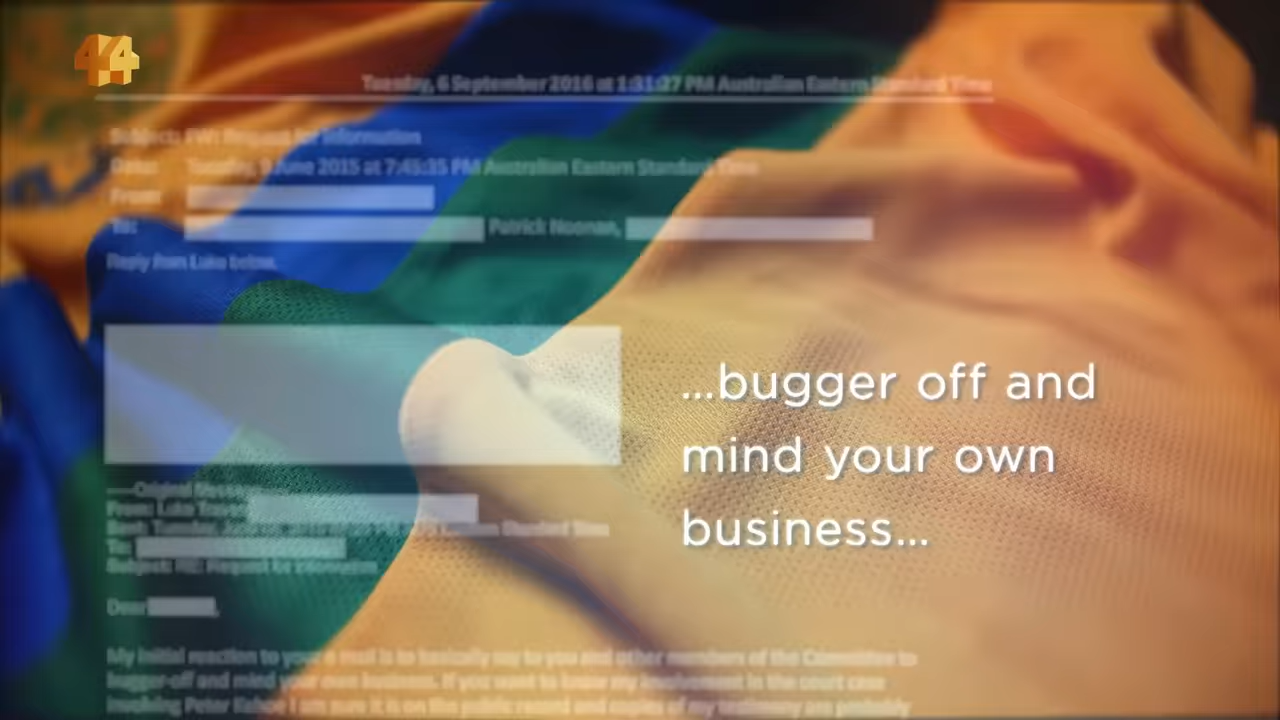 44
Tuesday, 6 September 2016 at 1:31:27 PM Australian Eastern Standard Time
Subject: FW: Request for Information
Date: Tuesday, 9 June 2015 at 7:45:35 PM Australian Eastern Standard Time
From:
To: Patrick Noonan,
Reply from Luke below.
...bugger off and
mind your own
business...
From: Luke
To:
Subject: RE: Request for Information
Dear
My initial reaction to your e mail is to basically say to you and other members of the Committee to
bugger-off and mind your own business. If you want to know my involvement in the court case
involving Peter I am sure it is on the public record and copies of my testimony are probably